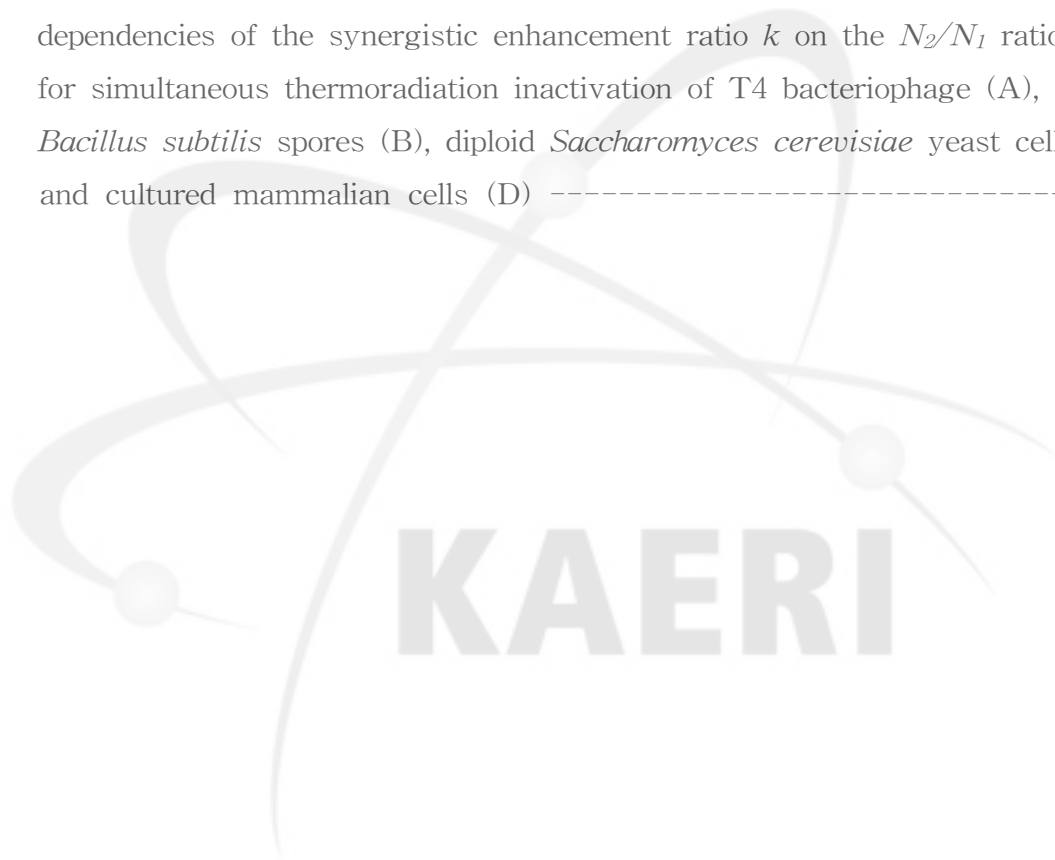 dependencies of the synergistic enhancement ratio k on the N2/N1 ratio
for simultaneous thermoradiation inactivation of T4 bacteriophage (A),
Bacillus subtilis spores (B), diploid Saccharomyces cerevisiae yeast cell
and cultured mammalian cells (D) ------------------------------
KAERI